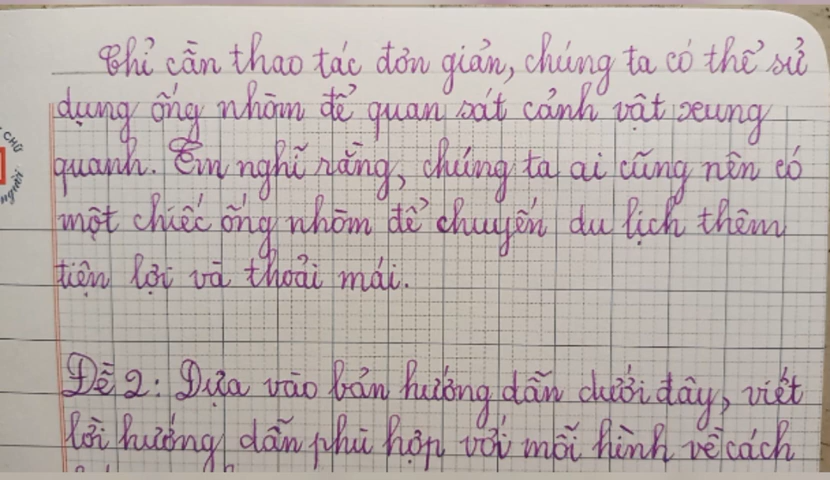 Chỉ cần thao tác đơn giản, chúng ta có thể sử
dụng ống nhòm để quan sát cảnh vật xung
quanh. Em nghĩ rằng, chúng ta ai cũng nên có
một chiếc ống nhòm để chuyến du lịch thêm
tiện lợi và thoải mái.
Đề 2: Dựa vào bản hướng dẫn dưới đây, viết
lời hướng dẫn phù hợp với mỗi hình vẽ cách
CHỮ
người